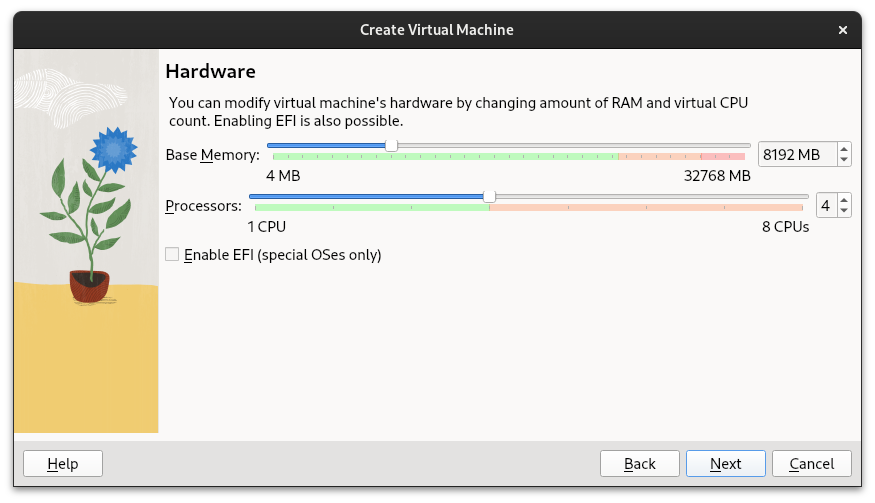 Create Virtual Machine
Hardware
You can modify virtual machine's hardware by changing amount of RAM and virtual CPU
count. Enabling EFI is also possible.
Base Memory:
8192 MB
4 MB
32768 MB
Processors:
4
1 CPU
8 CPUs
Enable EFI (special OSes only)
Help
Back
Next
Cancel